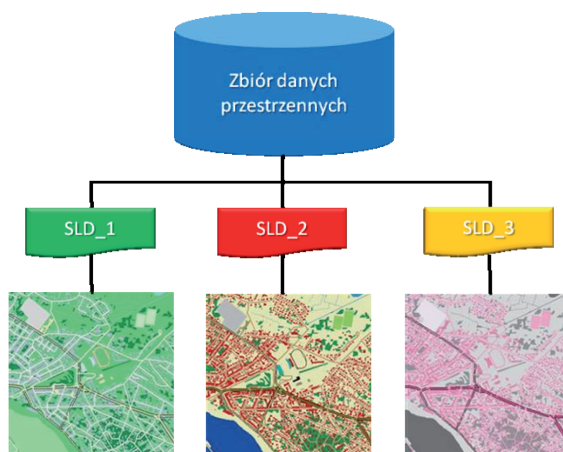 Zbiór danych
przestrzennych
SLD_1
SLD_2
SLD_3